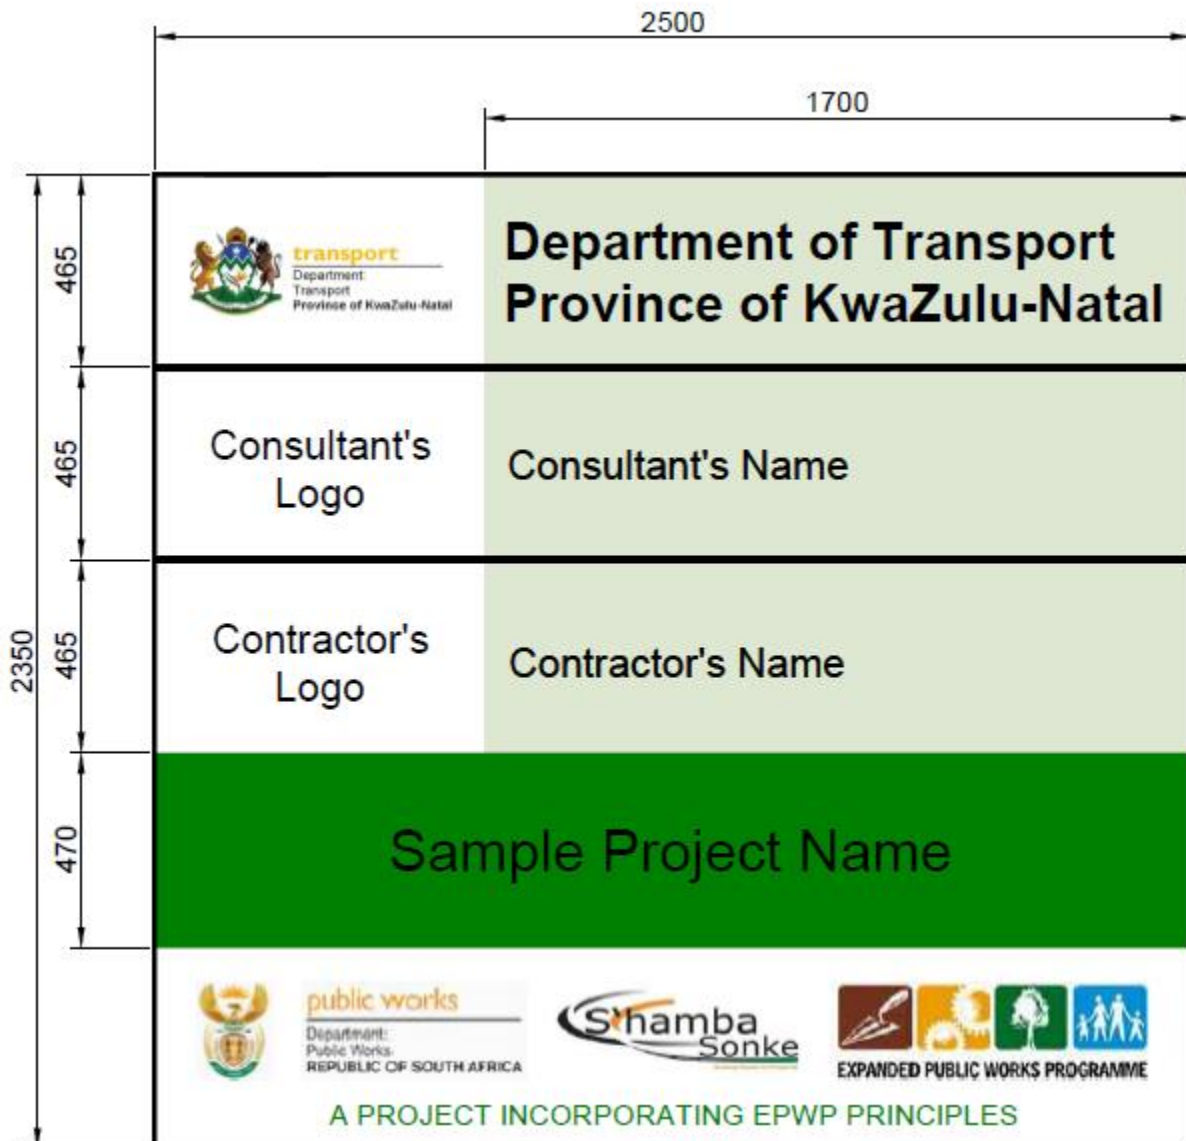 2500
1700
465
transport
Department
Transport
Province of KwaZulu-Natal
Department of Transport
Province of KwaZulu-Natal
465
Consultant's
Logo
Consultant's Name
2350
465
Contractor's
Logo
Contractor's Name
470
Sample Project Name
public works
Department:
Public Works
REPUBLIC OF SOUTH AFRICA
S'hamba
Sonke
EXPANDED PUBLIC WORKS PROGRAMME
A PROJECT INCORPORATING EPWP PRINCIPLES